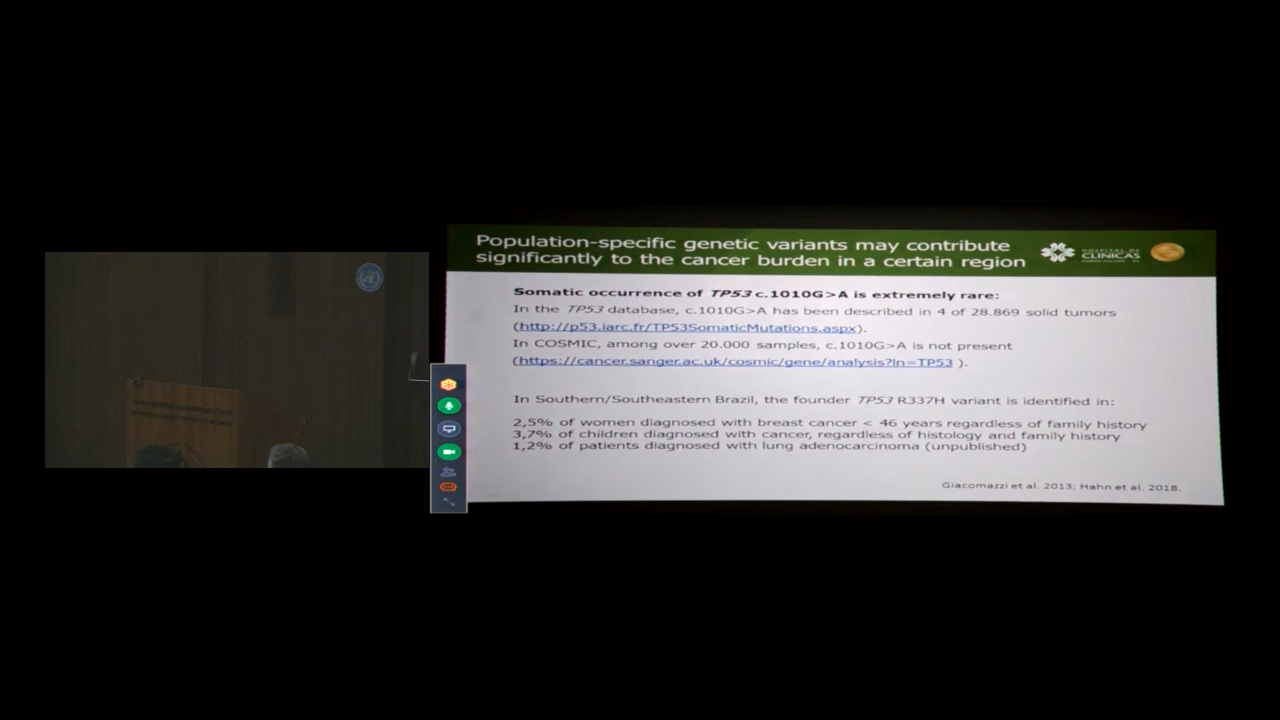 Population-specific genetic variants may contribute
significantly to the cancer burden in a certain region
HOSPITAL DE
CLINICAS
Somatic occurrence of TP53 c.1010G>A is extremely rare:
In the TP53 database, c.1010G>A has been described in 4 of 28.869 solid tumors
(http://p53.iarc.fr/TP53SomaticMutations.aspx).
In COSMIC, among over 20.000 samples, c.1010G>A is not present
(https://cancer.sanger.ac.uk/cosmic/gene/analysis?ln=TP53 ).
In Southern/Southeastern Brazil, the founder TP53 R337H variant is identified in:
2,5% of women diagnosed with breast cancer < 46 years regardless of family history
3,7% of children diagnosed with cancer, regardless of histology and family history
1,2% of patients diagnosed with lung adenocarcinoma (unpublished)
Giacomazzi et al. 2013; Hahn et al. 2018.